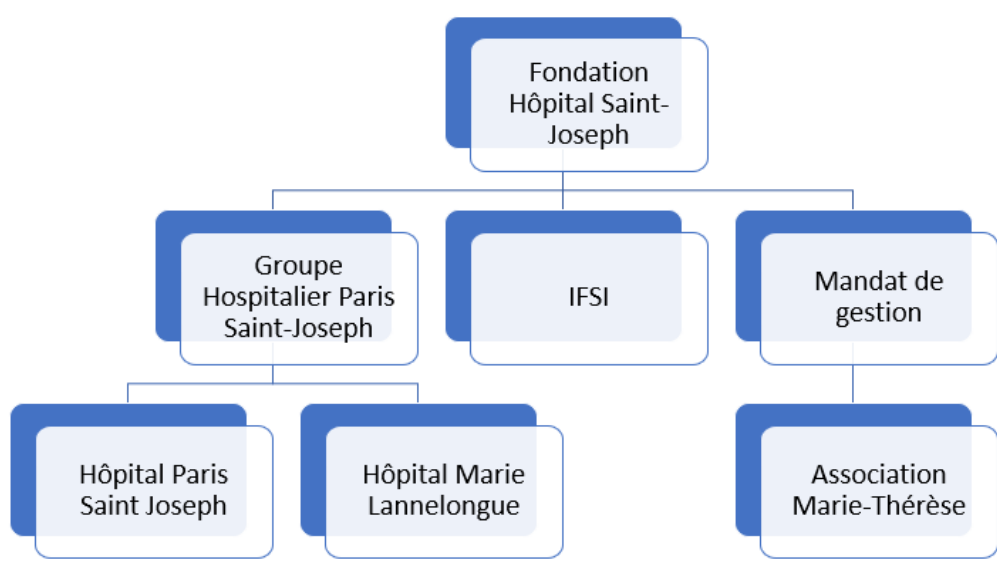 Fondation
Hôpital Saint-
Joseph
Groupe
Hospitalier Paris
Saint-Joseph
IFSI
Mandat de
gestion
Hôpital Paris
Saint Joseph
Hôpital Marie
Lannelongue
Association
Marie-Thérèse